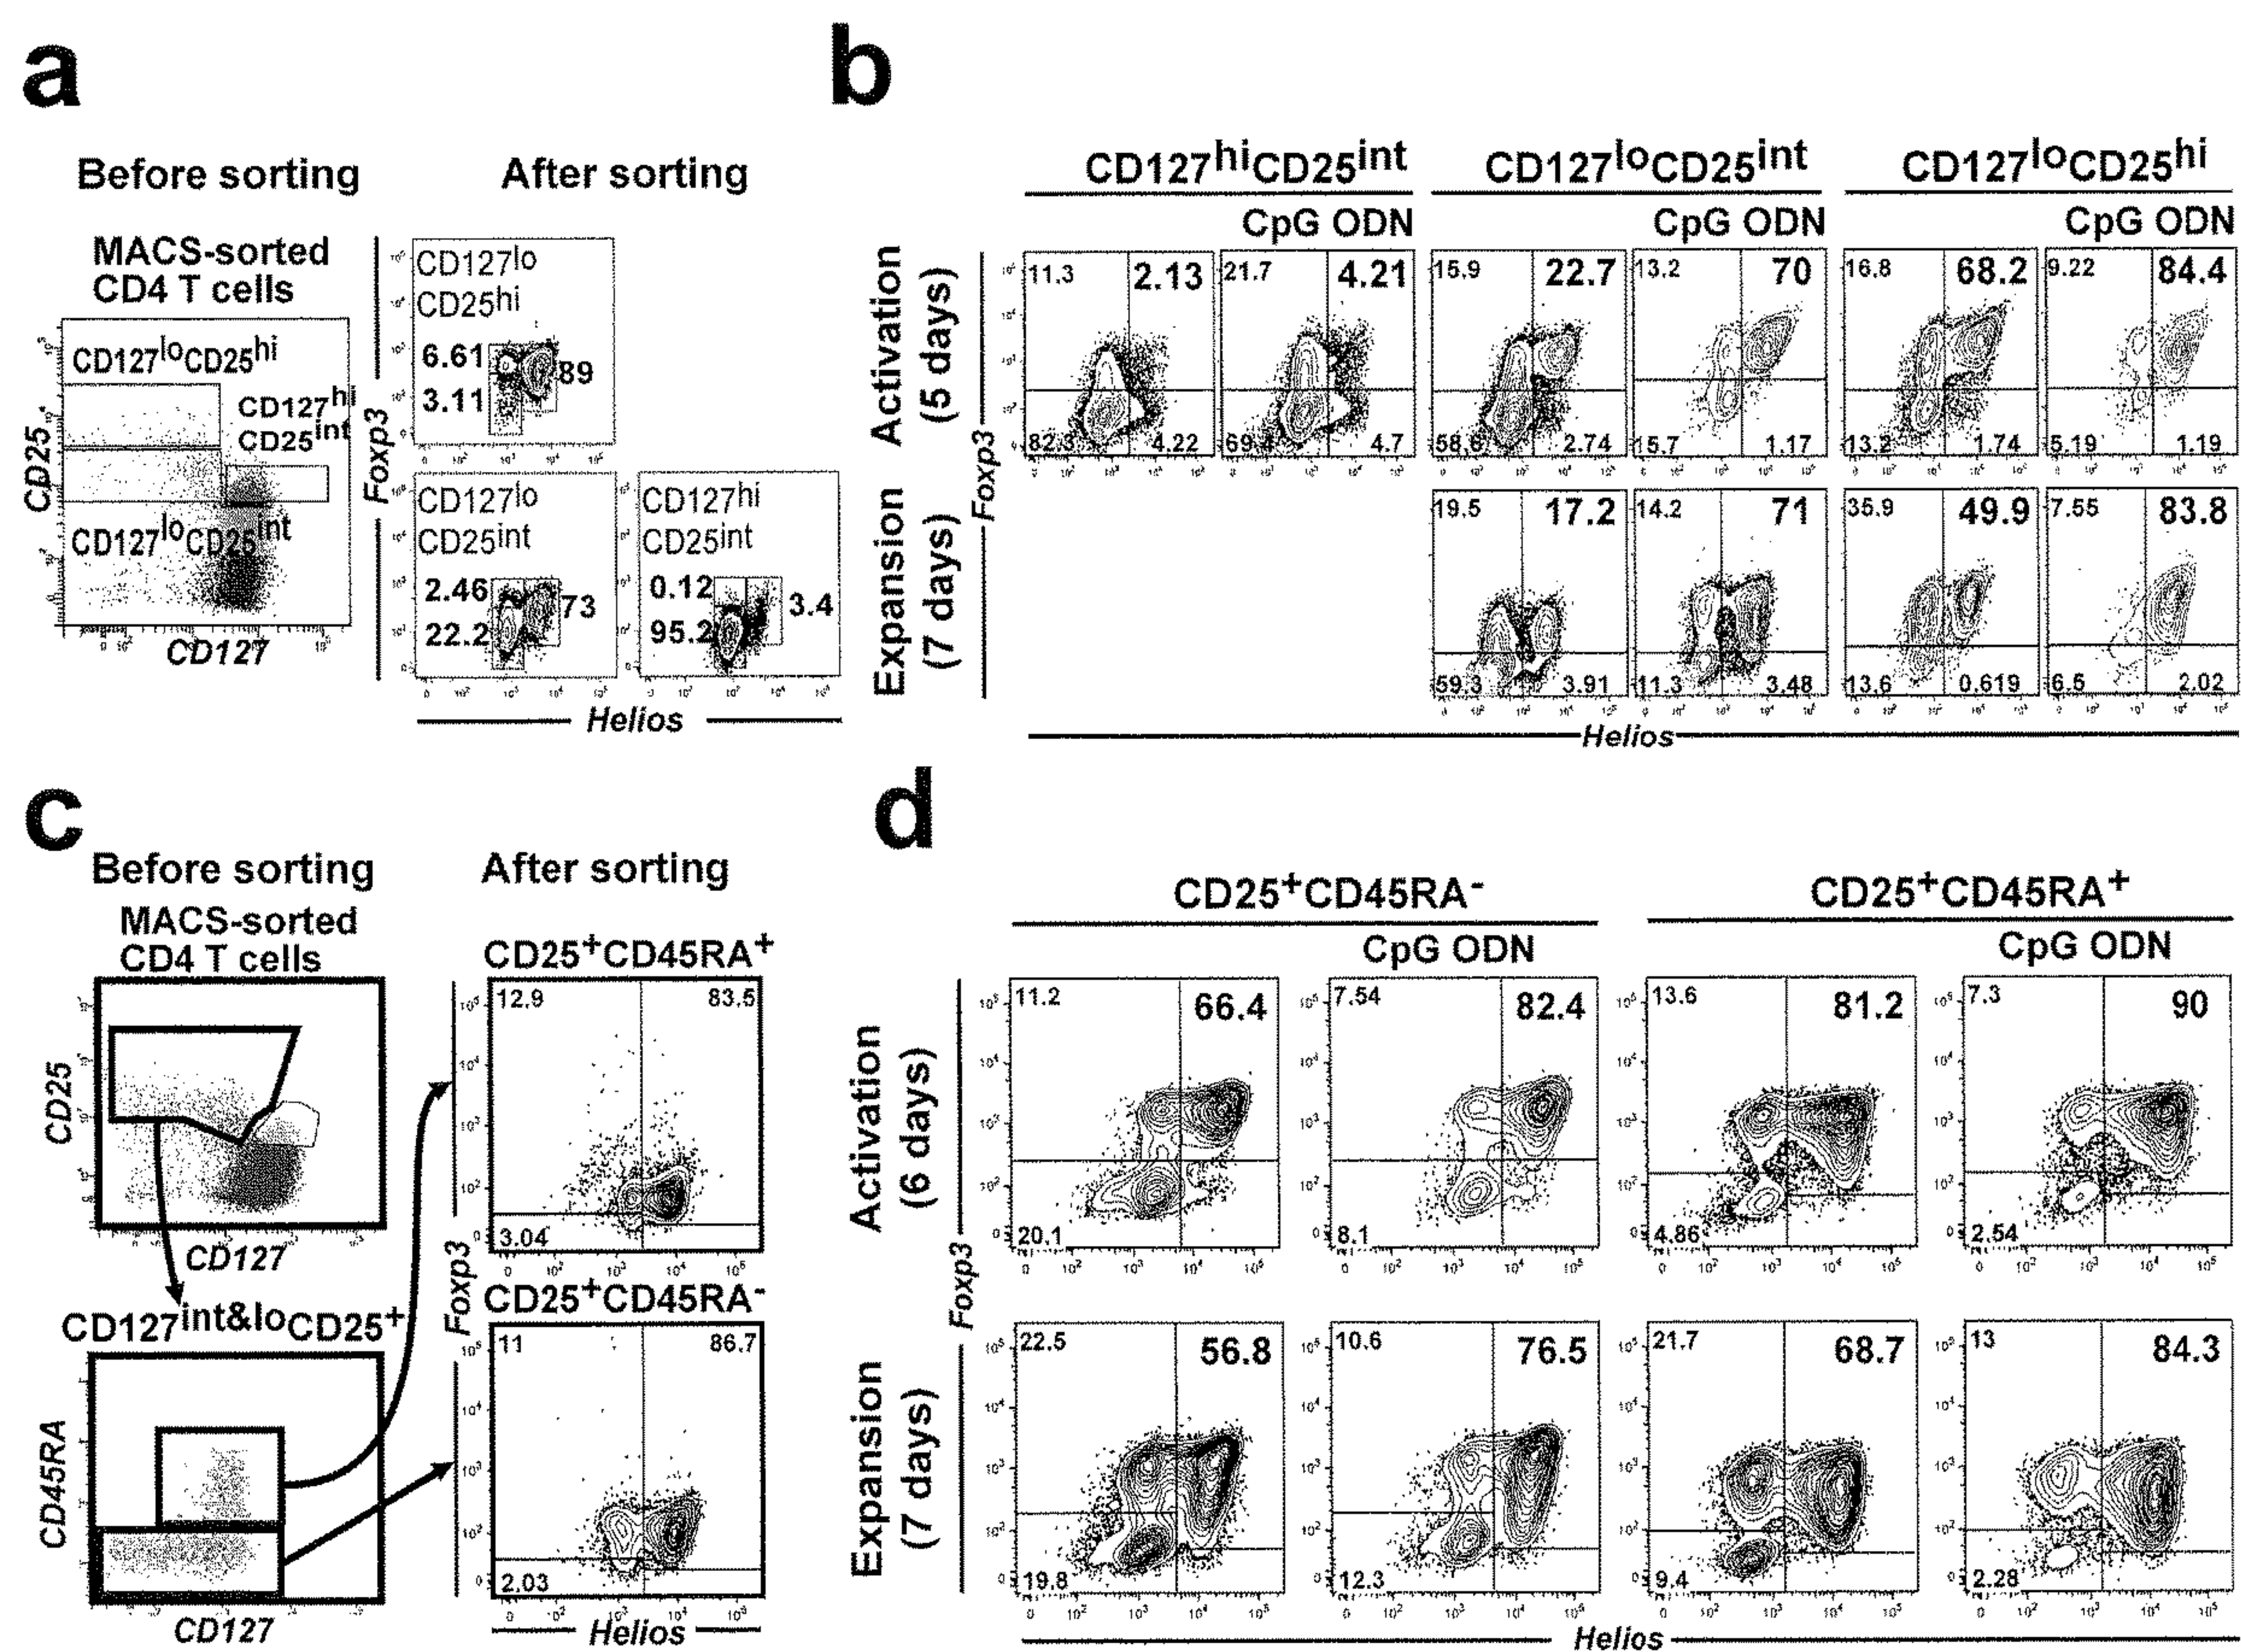 a
Before sorting
After sorting
MACS-sorted
CD4 T cells
CD127loCD25hi
CD127hi
CD25int
CD127loCD25int
CD25
CD127
CD127lo
CD25hi
6.61
3.11
89
Foxp3
CD127lo
CD25int
2.46
22.2
73
CD127hi
CD25int
0.12
95.2
3.4
Helios
b
CD127hiCD25int
CD127loCD25int
CD127loCD25hi
CpG ODN
CpG ODN
CpG ODN
Activation
(5 days)
Foxp3
11.3 2.13
82.3 4.22
21.7 4.21
69.4 4.7
15.9 22.7
58.6 2.74
13.2 70
15.7 1.17
16.8 68.2
13.2 1.74
9.22 84.4
5.19 1.19
Expansion
(7 days)
19.5 17.2
59.3 3.91
14.2 71
11.3 3.48
35.9 49.9
13.6 0.619
7.55 83.8
6.5 2.02
Helios
c
Before sorting
After sorting
MACS-sorted
CD4 T cells
CD25
CD127
CD127int&loCD25+
CD45RA
CD127
CD25+CD45RA+
12.9 83.5
3.04
Foxp3
CD25+CD45RA-
11 86.7
2.03
Helios
d
CD25+CD45RA-
CD25+CD45RA+
CpG ODN
CpG ODN
Activation
(6 days)
Foxp3
11.2 66.4
20.1
7.54 82.4
8.1
13.6 81.2
4.86
7.3 90
2.54
Expansion
(7 days)
22.5 56.8
19.8
10.6 76.5
12.3
21.7 68.7
9.4
13 84.3
2.28
Helios